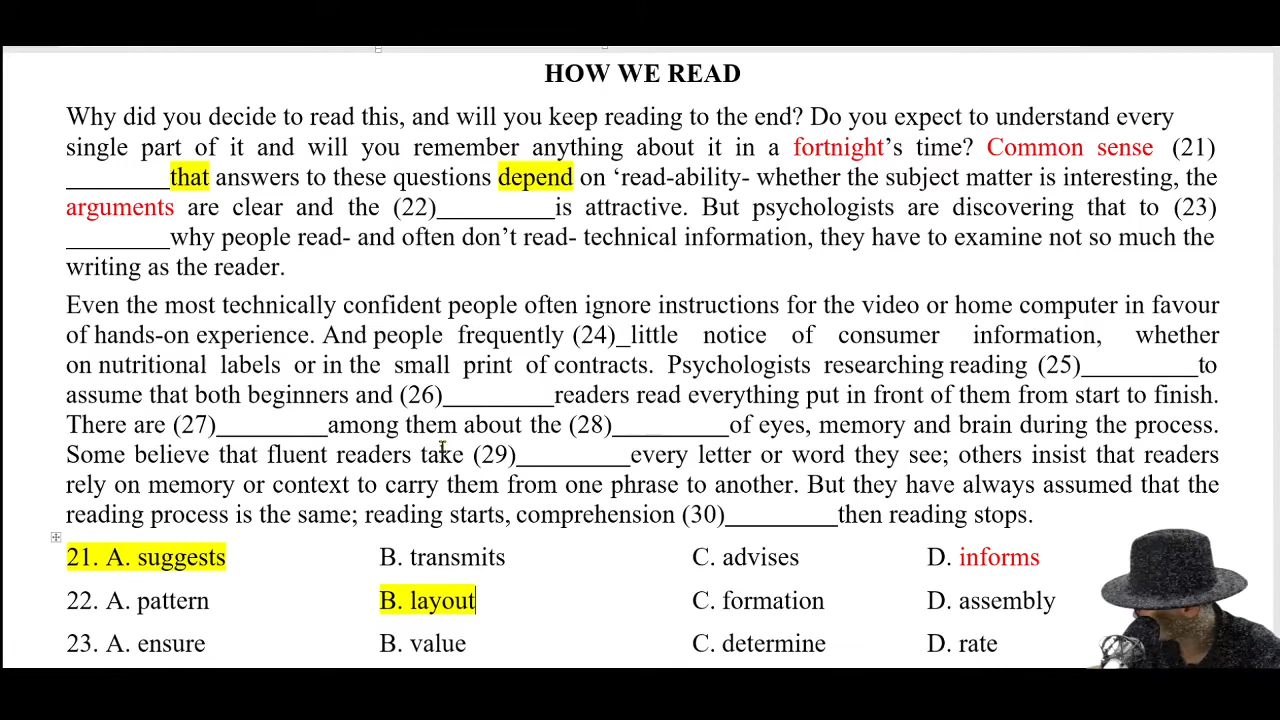 HOW WE READ
Why did you decide to read this, and will you keep reading to the end? Do you expect to understand every
single part of it and will you remember anything about it in a fortnight's time? Common sense (21)
________that answers to these questions depend on ‘read-ability- whether the subject matter is interesting, the
arguments are clear and the (22)_________is attractive. But psychologists are discovering that to (23)
________why people read- and often don’t read- technical information, they have to examine not so much the
writing as the reader.
Even the most technically confident people often ignore instructions for the video or home computer in favour
of hands-on experience. And people frequently (24)_little notice of consumer information, whether
on nutritional labels or in the small print of contracts. Psychologists researching reading (25)_________to
assume that both beginners and (26)_________readers read everything put in front of them from start to finish.
There are (27)_________among them about the (28)_________of eyes, memory and brain during the process.
Some believe that fluent readers take (29)_________every letter or word they see; others insist that readers
rely on memory or context to carry them from one phrase to another. But they have always assumed that the
reading process is the same; reading starts, comprehension (30)_________then reading stops.
21. A. suggests B. transmits C. advises D. informs
22. A. pattern B. layout C. formation D. assembly
23. A. ensure B. value C. determine D. rate